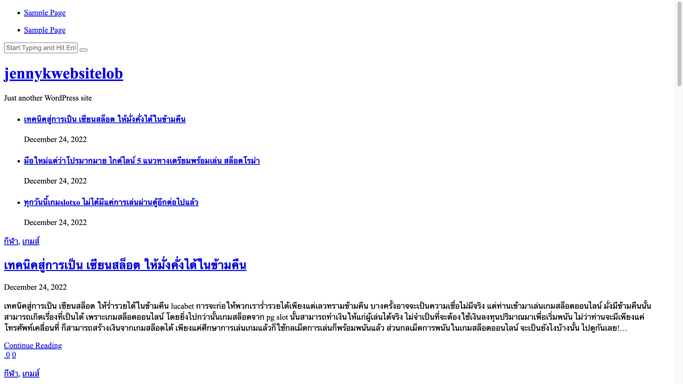 Sample Page
Sample Page
Start Typing and Hit Ent
jennykwebsitelob
Just another WordPress site
เทคนิคสู่การเป็น เซียนสล็อต ให้มั่งคั่งได้ในข้ามคืน
December 24, 2022
มือใหม่แต่ว่าโปรมากมาย ไกด์ไลน์ 5 แนวทางเตรียมพร้อมเล่น สล็อตโรม่า
December 24, 2022
ทุกวันนี้เกมslotxo ไม่ได้มีแค่การเล่นผ่านตู้อีกต่อไปแล้ว
December 24, 2022
กีฬา, เกมส์
เทคนิคสู่การเป็น เซียนสล็อต ให้มั่งคั่งได้ในข้ามคืน
December 24, 2022
เทคนิคสู่การเป็น เซียนสล็อต ให้ร่ำรวยได้ในข้ามคืน lucabet การจะก่อให้พวกเราร่ำรวยได้เพียงแต่เลวทรามข้ามคืน บางครั้งอาจจะเป็นความเชื่อไม่มีจริง แต่ท่านเข้ามาเล่นเกมสล็อตออนไลน์ มั่งมีข้ามคืนนั้น
สามารถเกิดเรื่องที่เป็นได้ เพราะเกมสล็อตออนไลน์ โดยยิ่งไปกว่านั้นเกมสล็อตจาก pg slot นั้นสามารถทำเงินให้แก่ผู้เล่นได้จริง ไม่จำเป็นที่จะต้องใช้เงินลงทุนปริมาณมาเพื่อเริ่มพนัน ไม่ว่าท่านจะมีเพียงแค่
โทรศัพท์เคลื่อนที่ ก็สามารถสร้างเงินจากเกมสล็อตได้ เพียงแค่ศึกษาการเล่นเกมแล้วก็ใช้กลเม็ดการเล่นก็พร้อมพนันแล้ว ส่วนกลเม็ดการพนันในเกมสล็อตออนไลน์ จะเป็นยังไงบ้างนั้น ไปดูกันเลย!…
Continue Reading
0 0
กีฬา, เกมส์